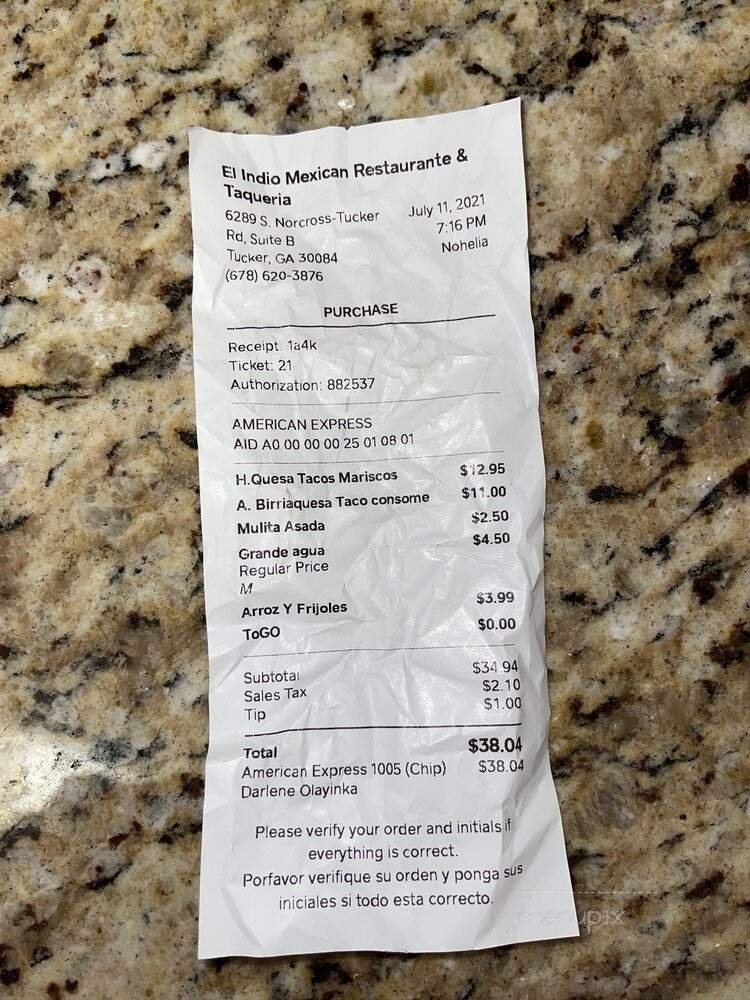 El Indio Mexican Restaurante &
Taqueria
6289 S. Norcross-Tucker
Rd, Suite B
Tucker, GA 30084
(678) 620-3876
July 11, 2021
7:16 PM
Nohelia
PURCHASE
Receipt: 1a4k
Ticket: 21
Authorization: 882537
AMERICAN EXPRESS
AID A0 00 00 00 25 01 08 01
H.Quesa Tacos Mariscos $12.95
A. Birriaquesa Taco consome $11.00
Mulita Asada $2.50
Grande agua $4.50
Regular Price
M
Arroz Y Frijoles $3.99
ToGO $0.00
Subtotal $34.94
Sales Tax $2.10
Tip $1.00
Total $38.04
American Express 1005 (Chip) $38.04
Darlene Olayinka
Please verify your order and initials if
everything is correct.
Porfavor verifique su orden y ponga sus
iniciales si todo esta correcto.
menupix